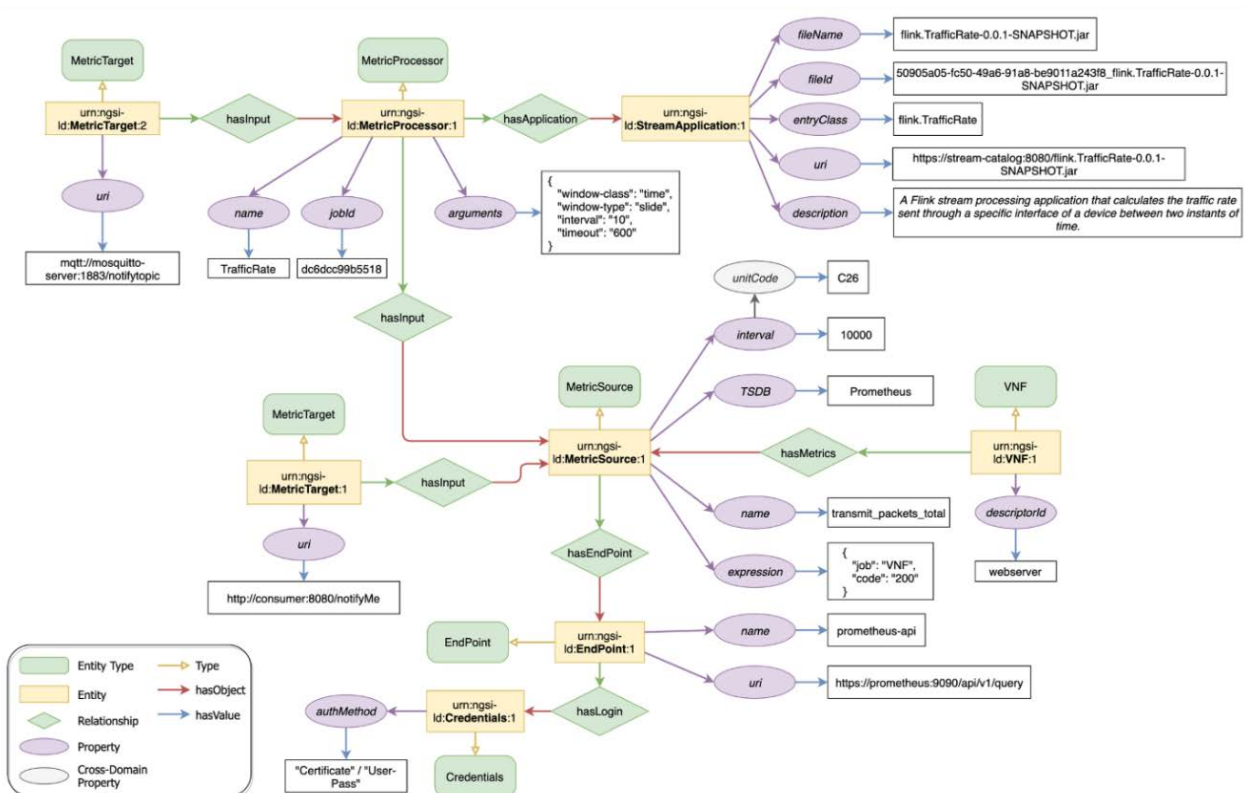 MetricTarget
urn:ngsi-
ld:MetricTarget:2
hasInput
uri
mqtt://mosquitto-
server:1883/notifytopic
MetricProcessor
urn:ngsi-
ld:MetricProcessor:1
hasApplication
name
TrafficRate
jobId
dc6dcc99b5518
arguments
{
"window-class": "time",
"window-type": "slide",
"interval": "10",
"timeout": "600"
}
urn:ngsi-
ld:StreamApplication:1
fileName
flink.TrafficRate-0.0.1-SNAPSHOT.jar
fileId
50905a05-fc50-49a6-91a8-be9011a243f8_flink.TrafficRate-0.0.1-
SNAPSHOT.jar
entryClass
flink.TrafficRate
uri
https://stream-catalog:8080/flink.TrafficRate-0.0.1-
SNAPSHOT.jar
description
A Flink stream processing application that calculates the traffic rate
sent through a specific interface of a device between two instants of
time.
hasInput
MetricTarget
urn:ngsi-
ld:MetricTarget:1
hasInput
uri
http://consumer:8080/notifyMe
MetricSource
urn:ngsi-
ld:MetricSource:1
unitCode
C26
interval
10000
TSDB
Prometheus
hasMetrics
VNF
urn:ngsi-
ld:VNF:1
descriptorId
webserver
name
transmit_packets_total
expression
{
"job": "VNF",
"code": "200"
}
hasEndPoint
EndPoint
urn:ngsi-
ld:EndPoint:1
name
prometheus-api
uri
https://prometheus:9090/api/v1/query
hasLogin
urn:ngsi-
ld:Credentials:1
authMethod
"Certificate" / "User-
Pass"
Credentials
Entity Type
Entity
Relationship
Property
Cross-Domain
Property
Type
hasObject
hasValue